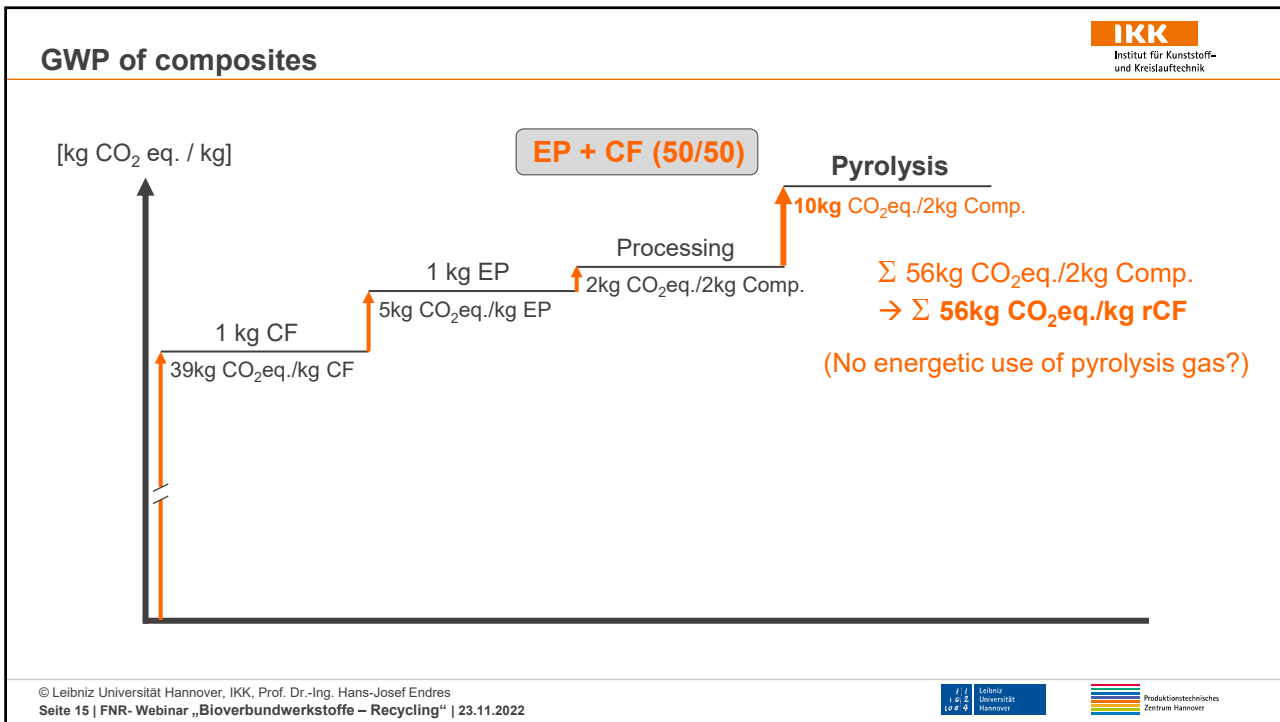 GWP of composites
IKK
Institut für Kunststoff-
und Kreislauftechnik
[kg CO₂ eq. / kg]
EP + CF (50/50)
Pyrolysis
10kg CO₂eq./2kg Comp.
Processing
2kg CO₂eq./2kg Comp.
1 kg EP
5kg CO₂eq./kg EP
1 kg CF
39kg CO₂eq./kg CF
Σ 56kg CO₂eq./2kg Comp.
→ Σ 56kg CO₂eq./kg rCF
(No energetic use of pyrolysis gas?)
© Leibniz Universität Hannover, IKK, Prof. Dr.-Ing. Hans-Josef Endres
Seite 15 | FNR- Webinar „Bioverbundwerkstoffe – Recycling“ | 23.11.2022
Leibniz
Universität
Hannover
Produktionstechnisches
Zentrum Hannover